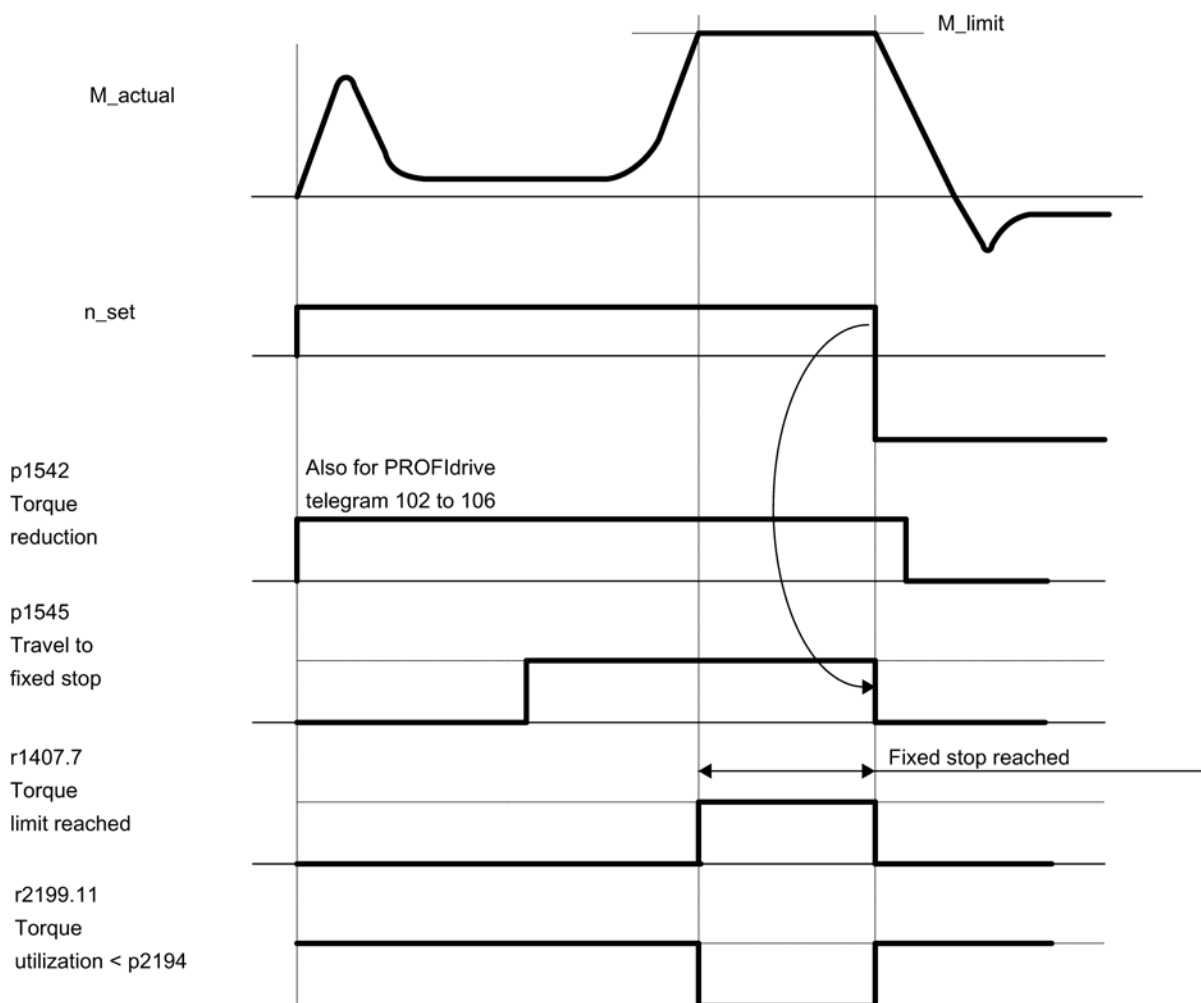 M_limit
M_actual
n_set
p1542
Torque
reduction
Also for PROFIdrive
telegram 102 to 106
p1545
Travel to
fixed stop
r1407.7
Torque
limit reached
Fixed stop reached
r2199.11
Torque
utilization < p2194